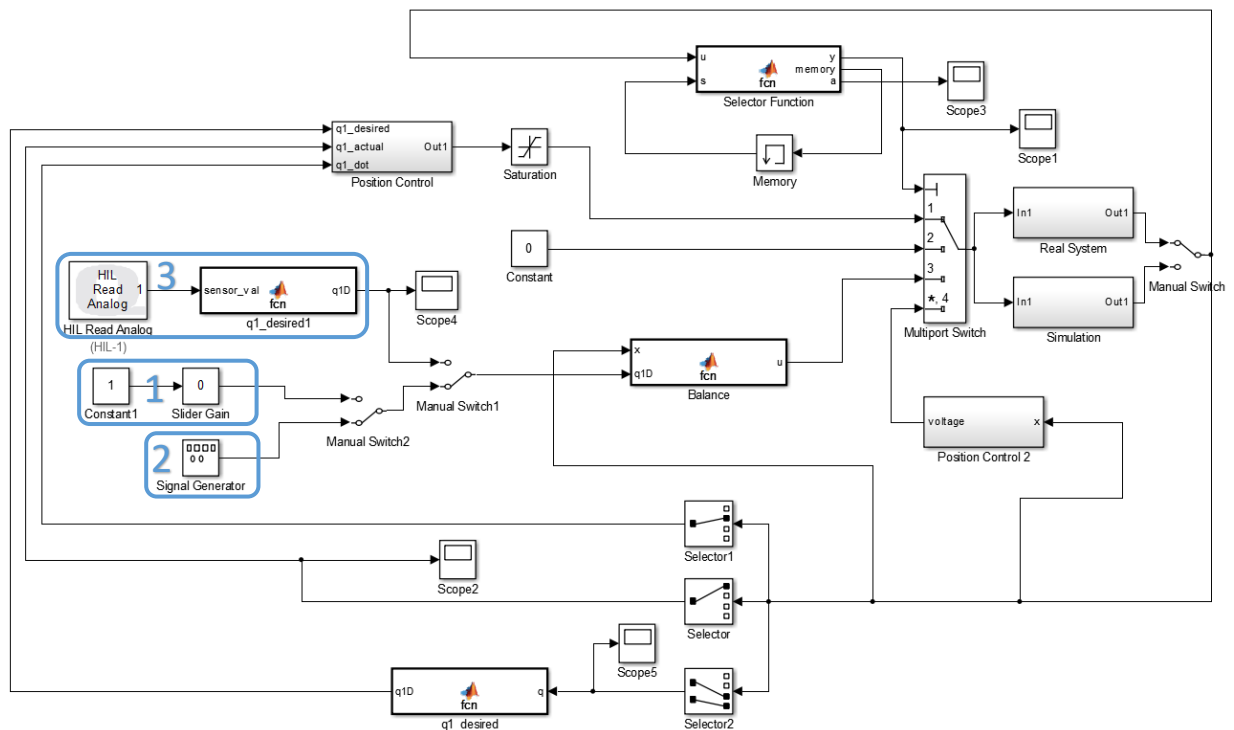 u
s
fcn
y
memory
a
Selector Function
Scope3
Scope1
Memory
q1_desired
q1_actual
q1_dot
Out1
Position Control
Saturation
0
Constant
1
2
3
*, 4
Multiport Switch
In1
Out1
Real System
In1
Out1
Simulation
Manual Switch
HIL
Read
Analog
1
HIL Read Analog
(HIL-1)
3
sensor_val
fcn
q1D
q1_desired1
Scope4
1
Constant1
1
0
Slider Gain
2
Signal Generator
Manual Switch2
Manual Switch1
x
q1D
fcn
u
Balance
voltage
x
Position Control 2
Selector1
Scope2
Selector
Scope5
q1D
fcn
q
q1 desired
Selector2